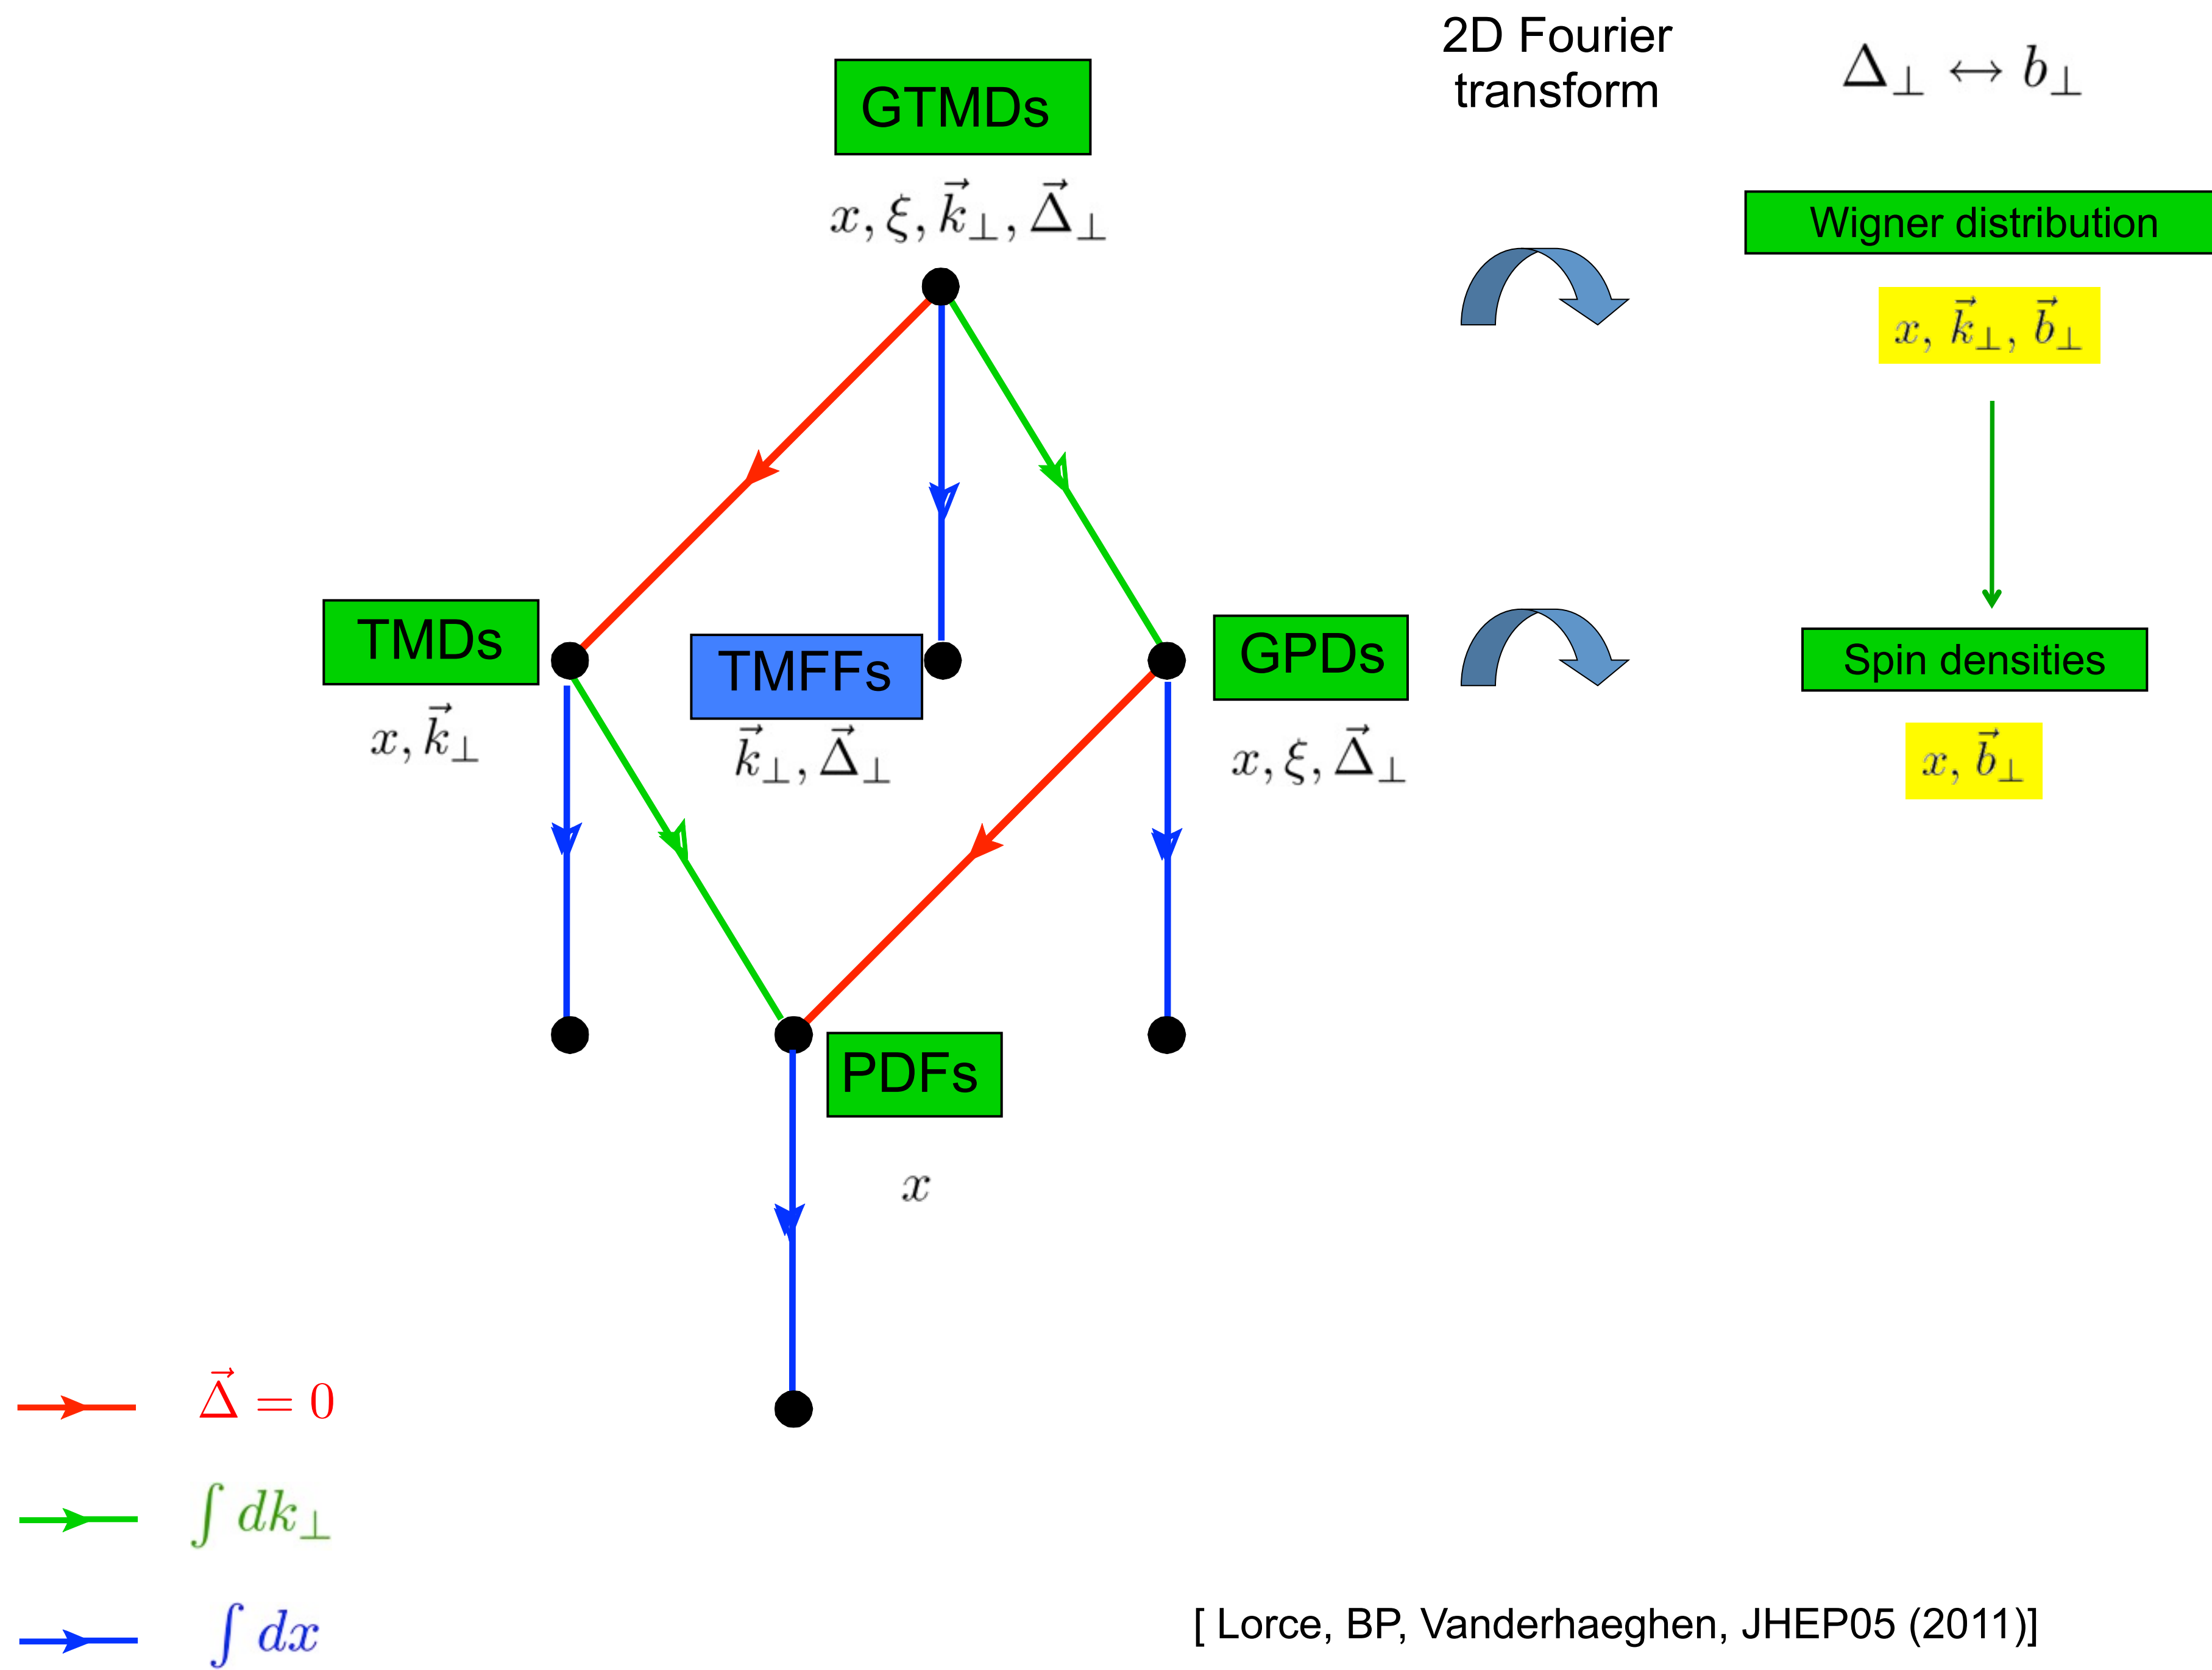 2D Fourier
transform
Δ⊥ ↔ b⊥
GTMDs
x, ξ, k⃗⊥, Δ⃗⊥
Wigner distribution
x, k⃗⊥, b⃗⊥
TMDs
x, k⃗⊥
TMFFs
k⃗⊥, Δ⃗⊥
GPDs
x, ξ, Δ⃗⊥
Spin densities
x, b⃗⊥
PDFs
x
Δ⃗ = 0
∫ dk⊥
∫ dx
[ Lorce, BP, Vanderhaeghen, JHEP05 (2011)]